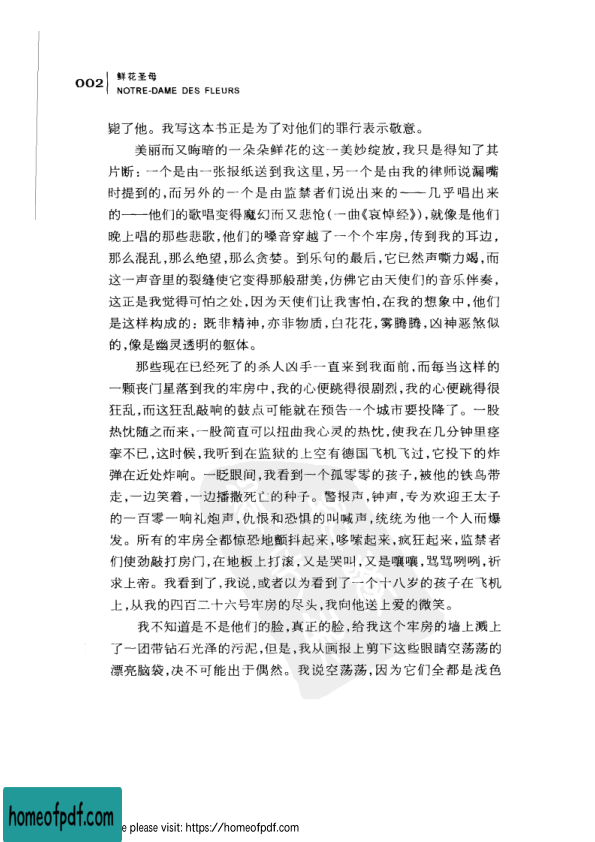 002 鲜花圣母
NOTRE-DAME DES FLEURS
毙了他。我写这本书正是为了对他们的罪行表示敬意。
美丽而又晦暗的一朵朵鲜花的这一美妙绽放,我只是得知了其
片断:一个是由一张报纸送到我这里,另一个是由我的律师说漏嘴
时提到的,而另外的一个是由监禁者们说出来的——几乎唱出来
的——他们的歌唱变得魔幻而又悲怆(一曲《哀悼经》),就像是他们
晚上唱的那些悲歌,他们的嗓音穿越了一个个牢房,传到我的耳边,
那么混乱,那么绝望,那么贪婪。到乐句的最后,它已然声嘶力竭,而
这一声音里的裂缝使它变得那般甜美,仿佛它由天使们的音乐伴奏,
这正是我觉得可怕之处,因为天使们让我害怕,在我的想象中,他们
是这样构成的:既非精神,亦非物质,白花花,雾腾腾,凶神恶煞似
的,像是幽灵透明的躯体。
那些现在已经死了的杀人凶手一直来到我面前,而每当这样的
一颗丧门星落到我的牢房中,我的心便跳得很剧烈,我的心便跳得很
狂乱,而这狂乱敲响的鼓点可能就在预告一个城市要投降了。一股
热忱随之而来,一股简直可以扭曲我心灵的热忱,使我在几分钟里痉
挛不已,这时候,我听到在监狱的上空有德国飞机飞过,它投下的炸
弹在近处炸响。一眨眼间,我看到一个孤零零的孩子,被他的铁鸟带
走,一边笑着,一边播撒死亡的种子。警报声,钟声,专为欢迎王太子
的一百零一响礼炮声,仇恨和恐惧的叫喊声,统统为他一个人而爆
发。所有的牢房全都惊恐地颤抖起来,哆嗦起来,疯狂起来,监禁者
们使劲敲打房门,在地板上打滚,又是哭叫,又是嚷嚷,骂骂咧咧,祈
求上帝。我看到了,我说,或者以为看到了一个十八岁的孩子在飞机
上,从我的四百二十六号牢房的尽头,我向他送上爱的微笑。
我不知道是不是他们的脸,真正的脸,给我这个牢房的墙上溅上
了一团带钻石光泽的污泥,但是,我从画报上剪下这些眼睛空荡荡的
漂亮脑袋,决不可能出于偶然。我说空荡荡,因为它们全都是浅色
homeofpdf.com
e please visit: https://homeofpdf.com